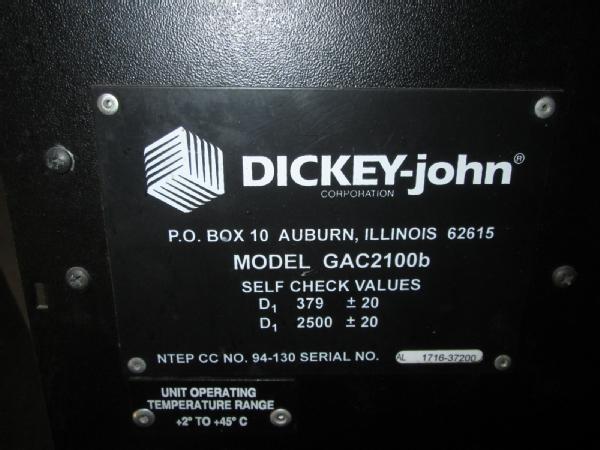 DICKEY-john®
CORPORATION
P.O. BOX 10 AUBURN, ILLINOIS 62615
MODEL GAC2100b
SELF CHECK VALUES
D1 379 ±20
D1 2500 ±20
NTEP CC NO. 94-130 SERIAL NO. AL 1716-37200
UNIT OPERATING
TEMPERATURE RANGE
+2° TO +45° C